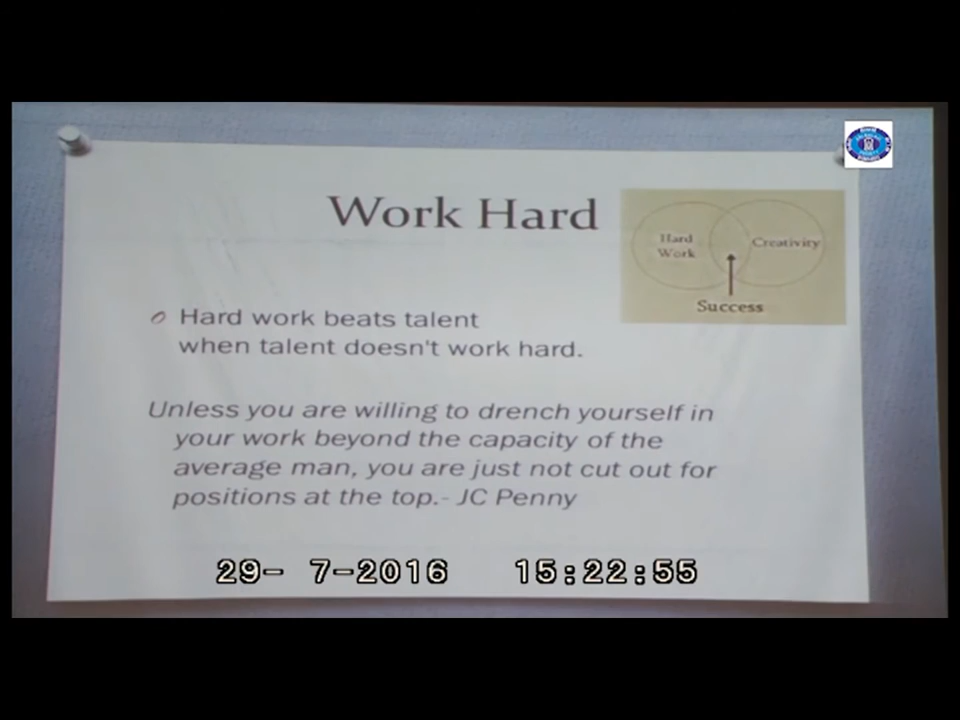 Work Hard
Hard
Work
Creativity
Success
Hard work beats talent
when talent doesn't work hard.
Unless you are willing to drench yourself in
your work beyond the capacity of the
average man, you are just not cut out for
positions at the top.- JC Penny
29- 7-2016 15:22:55